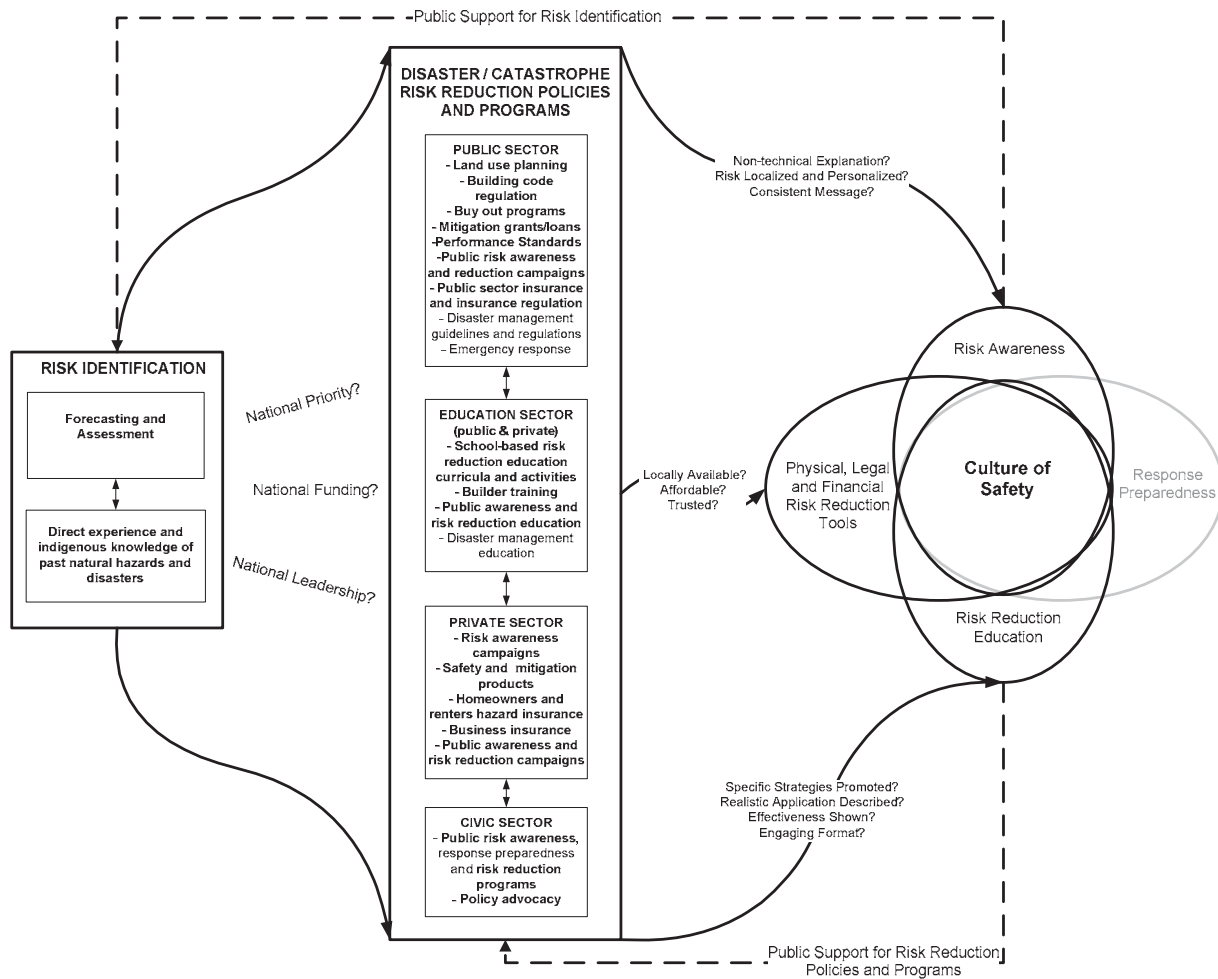 Public Support for Risk Identification
DISASTER / CATASTROPHE
RISK REDUCTION POLICIES
AND PROGRAMS
PUBLIC SECTOR
- Land use planning
- Building code
regulation
- Buy out programs
- Mitigation grants/loans
-Performance Standards
-Public risk awareness
and reduction campaigns
- Public sector insurance
and insurance regulation
- Disaster management
guidelines and regulations
- Emergency response
EDUCATION SECTOR
(public & private)
- School-based risk
reduction education
curricula and activities
- Builder training
- Public awareness and
risk reduction education
- Disaster management
education
PRIVATE SECTOR
- Risk awareness
campaigns
- Safety and mitigation
products
- Homeowners and
renters hazard insurance
- Business insurance
- Public awareness and
risk reduction campaigns
CIVIC SECTOR
- Public risk awareness,
response preparedness
and risk reduction
programs
- Policy advocacy
RISK IDENTIFICATION
Forecasting and
Assessment
Direct experience and
indigenous knowledge of
past natural hazards and
disasters
National Priority?
National Funding?
National Leadership?
Non-technical Explanation?
Risk Localized and Personalized?
Consistent Message?
Locally Available?
Affordable?
Trusted?
Specific Strategies Promoted?
Realistic Application Described?
Effectiveness Shown?
Engaging Format?
Risk Awareness
Physical, Legal
and Financial
Risk Reduction
Tools
Culture of
Safety
Response
Preparedness
Risk Reduction
Education
Public Support for Risk Reduction
Policies and Programs